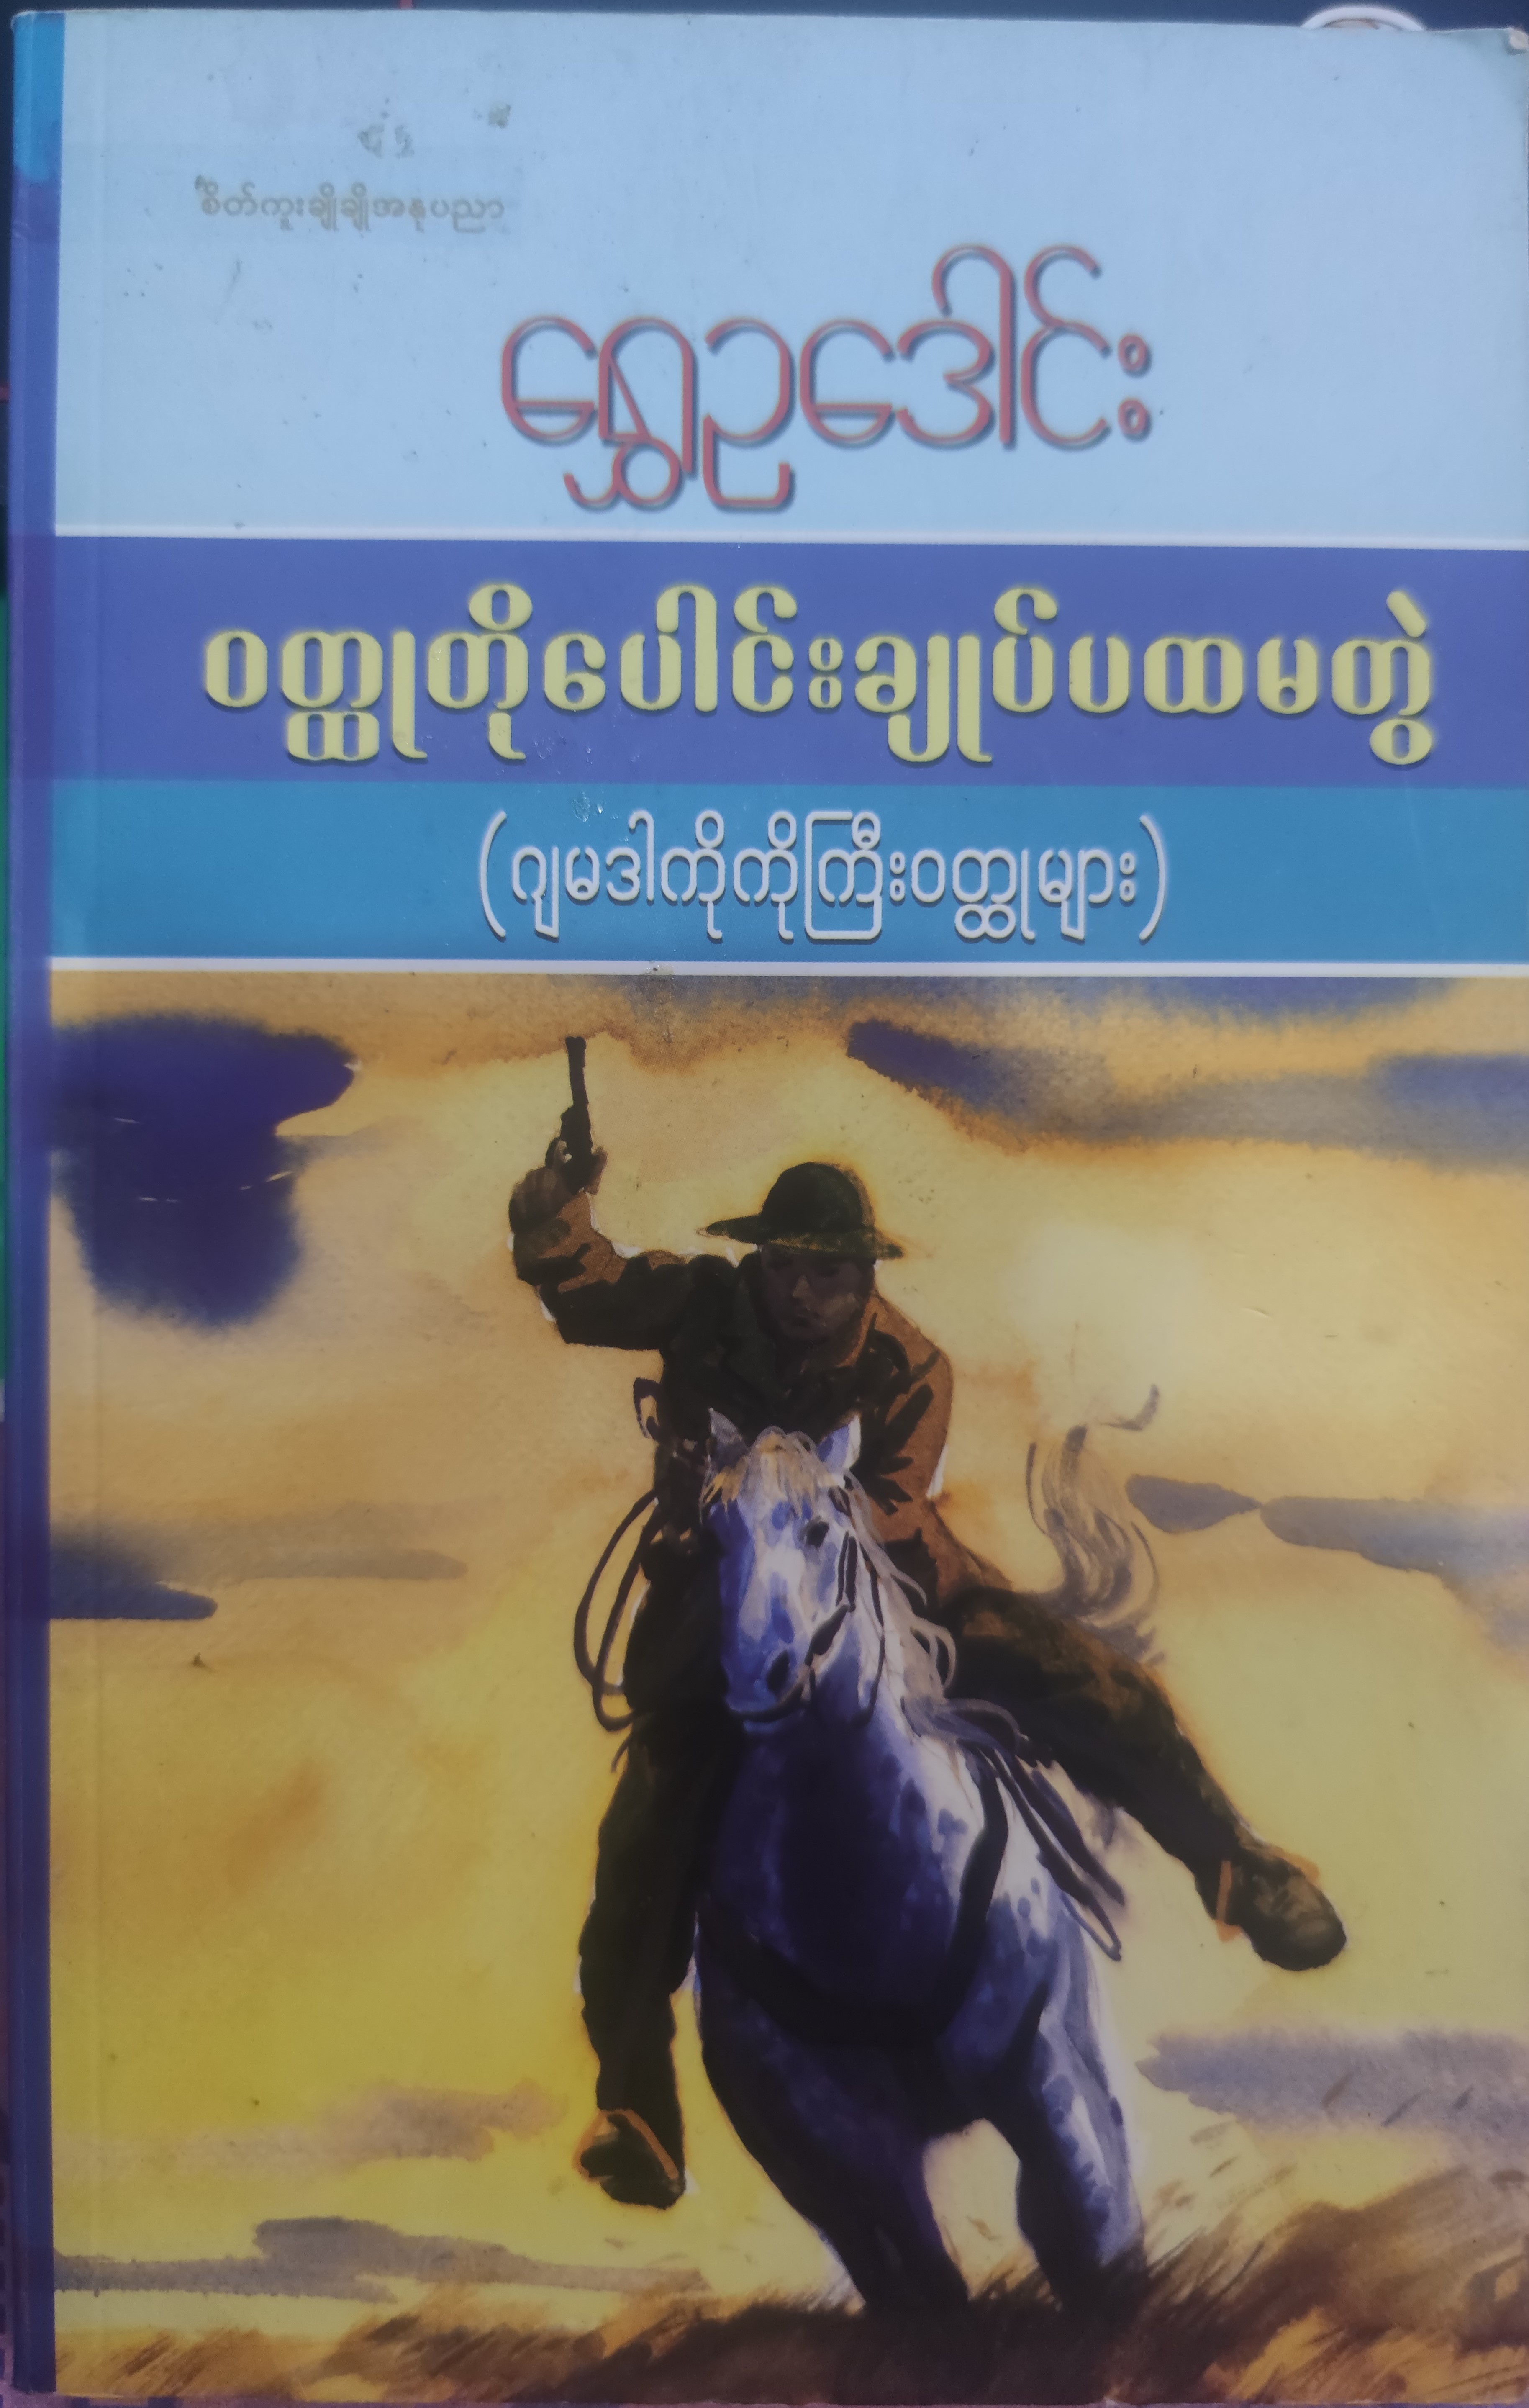 စိတ်ကူးချိုချိုအနုပညာ
ရွှေဥဒေါင်း
ဝတ္ထုတိုပေါင်းချုပ်ပထမတွဲ
(ဂျမဒါကိုကိုကြီးဝတ္ထုများ)